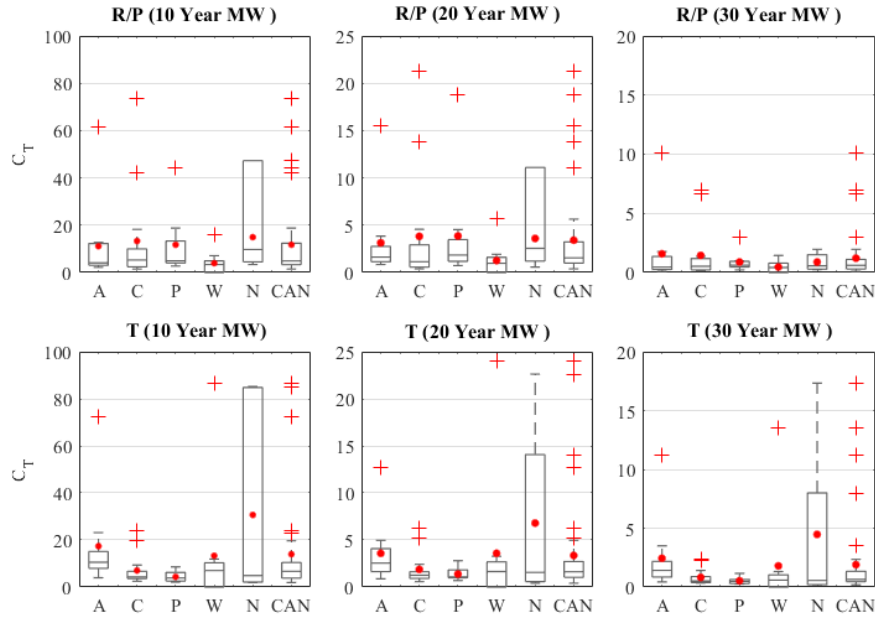 R/P (10 Year MW )
R/P (20 Year MW )
R/P (30 Year MW )
100
80
60
40
20
0
C_T
A C P W N CAN
25
20
15
10
5
0
A C P W N CAN
20
15
10
5
0
A C P W N CAN
T (10 Year MW)
T (20 Year MW )
T (30 Year MW )
100
80
60
40
20
0
C_T
A C P W N CAN
25
20
15
10
5
0
A C P W N CAN
20
15
10
5
0
A C P W N CAN